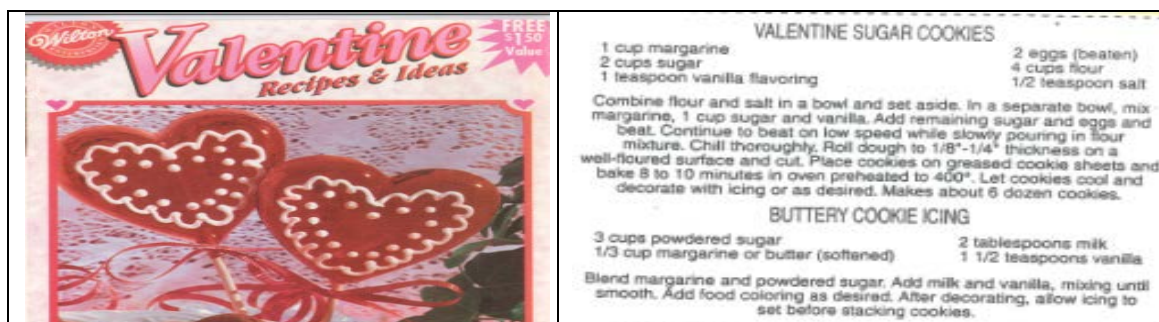 Wilton
Valentine
Recipes & Ideas
FREE
$1.50
Value
VALENTINE SUGAR COOKIES
1 cup margarine
2 cups sugar
1 teaspoon vanilla flavoring
2 eggs (beaten)
4 cups flour
1/2 teaspoon salt
Combine flour and salt in a bowl and set aside. In a separate bowl, mix
margarine, 1 cup sugar and vanilla. Add remaining sugar and eggs and
beat. Continue to beat on low speed while slowly pouring in flour
mixture. Chill thoroughly. Roll dough to 1/8"-1/4" thickness on a
well-floured surface and cut. Place cookies on greased cookie sheets and
bake 8 to 10 minutes in oven preheated to 400°. Let cookies cool and
decorate with icing or as desired. Makes about 6 dozen cookies.
BUTTERY COOKIE ICING
3 cups powdered sugar
1/3 cup margarine or butter (softened)
2 tablespoons milk
1 1/2 teaspoons vanilla
Blend margarine and powdered sugar. Add milk and vanilla, mixing until
smooth. Add food coloring as desired. After decorating, allow icing to
set before stacking cookies.